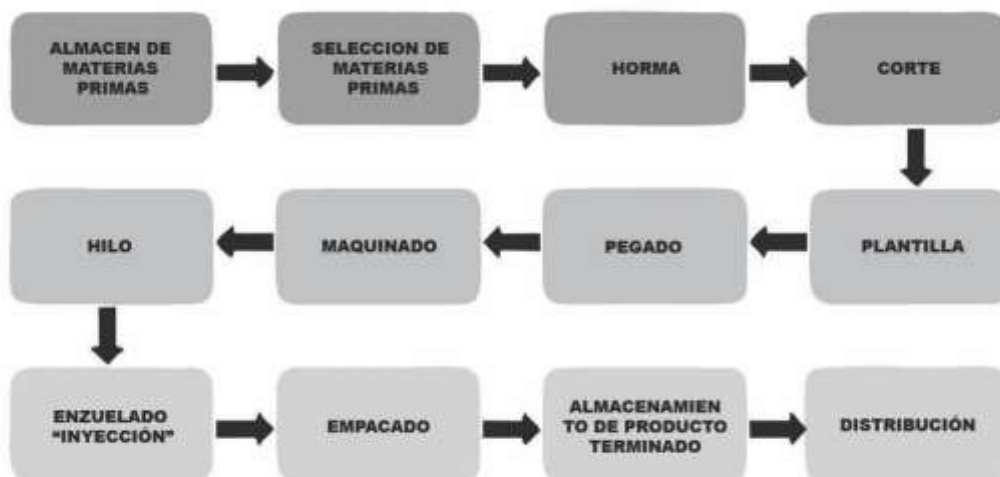 ALMACEN DE
MATERIAS
PRIMAS
SELECCION DE
MATERIAS
PRIMAS
HORMA
CORTE
PLANTILLA
PEGADO
MAQUINADO
HILO
ENZUELADO
“INYECCIÓN”
EMPACADO
ALMACENAMIEN
TO DE PRODUCTO
TERMINADO
DISTRIBUCIÓN